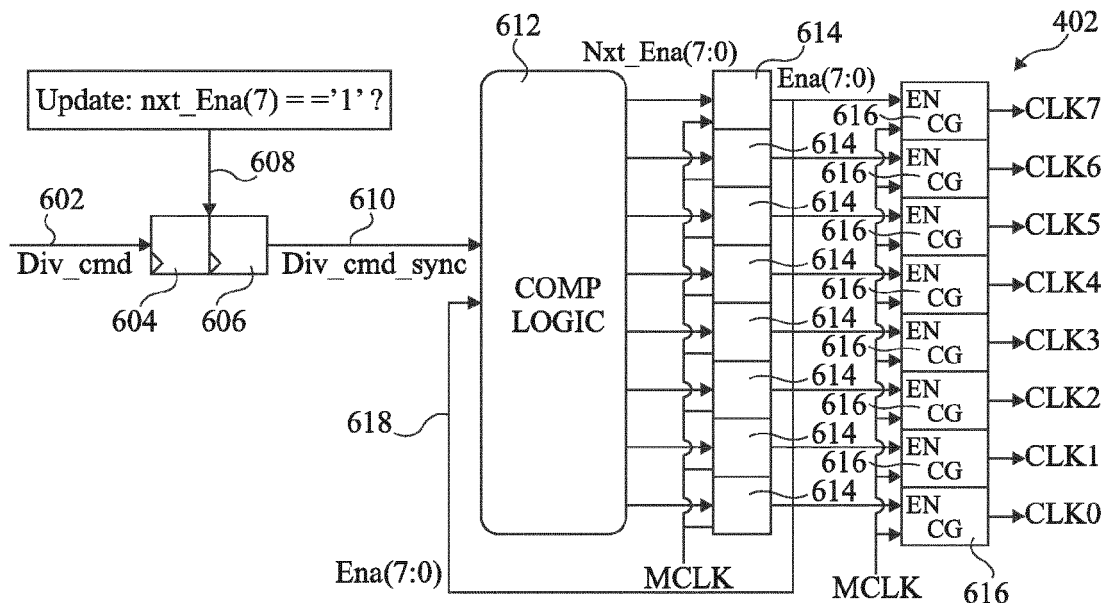 612
Nxt_Ena(7:0)
614
402
Ena(7:0)
Update: nxt_Ena(7) = ='1' ?
EN
616
CG
CLK7
614
EN
616
CG
CLK6
608
614
EN
616
CG
CLK5
602
610
614
EN
616
CG
CLK4
Div_cmd
Div_cmd_sync
604
606
COMP
LOGIC
614
EN
616
CG
CLK3
614
EN
616
CG
CLK2
618
614
EN
616
CG
CLK1
614
EN
CG
CLK0
Ena(7:0)
MCLK
MCLK
616